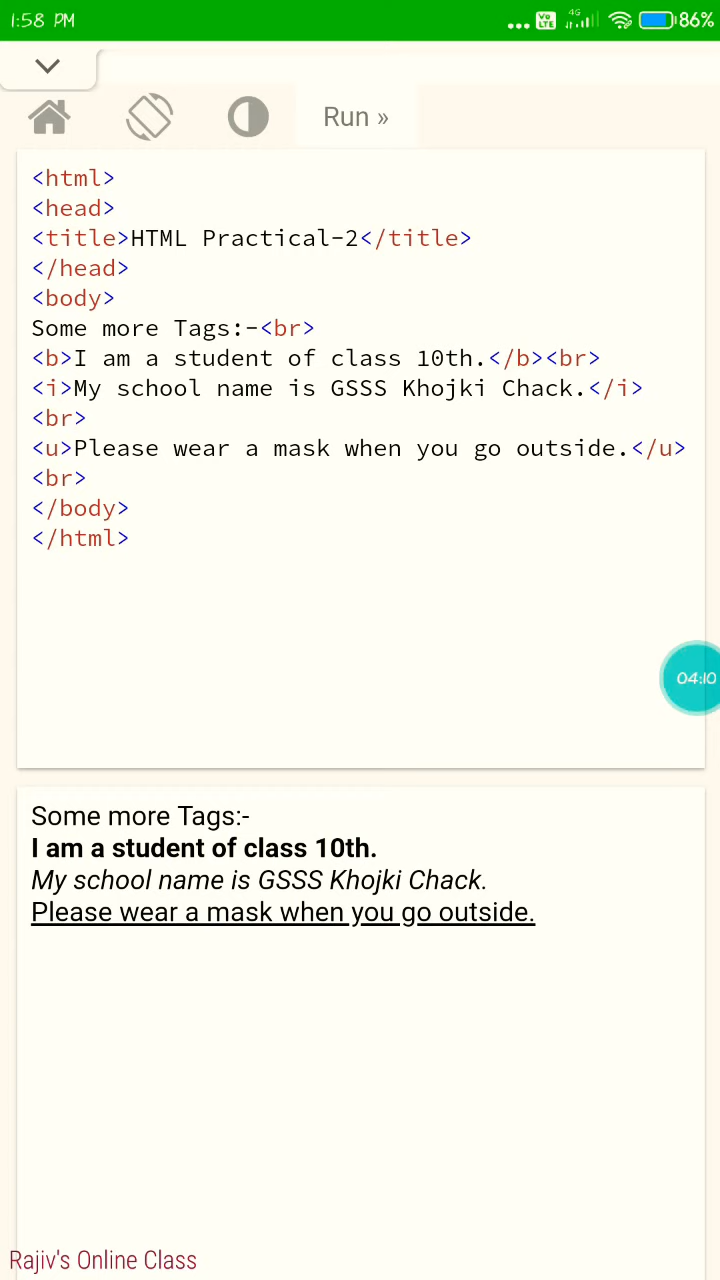 1:58 PM
Vo LTE 4G 86%
Run »
<html>
<head>
<title>HTML Practical-2</title>
</head>
<body>
Some more Tags:-<br>
<b>I am a student of class 10th.</b><br>
<i>My school name is GSSS Khojki Chack.</i>
<br>
<u>Please wear a mask when you go outside.</u>
<br>
</body>
</html>
04:10
Some more Tags:-
I am a student of class 10th.
My school name is GSSS Khojki Chack.
Please wear a mask when you go outside.
Rajiv's Online Class